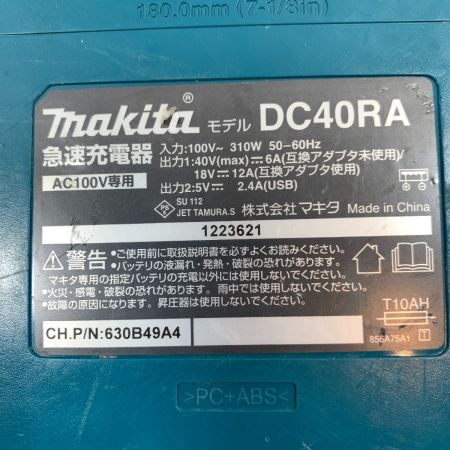 180.0mm (7-1/8in)
makita モデル DC40RA
急速充電器
AC100V専用
入力:100V~ 310W 50-60Hz
出力1:40V(max)⎓6A(互換アダプタ未使用)/
18V⎓12A(互換アダプタ使用)
出力2:5V⎓ 2.4A(USB)
PS
SU 112
JET TAMURA.S 株式会社マキタ Made in China
1223621
⚠警告 •ご使用前に取扱説明書を必ずよくお読みください。
•バッテリの液漏れ・発熱・破裂の恐れあり。
マキタ専用の指定バッテリ充電の他には使用しないでください。
•火災・感電・破裂の恐れあり。雨中では使用しないでください。
•故障の原因になります。昇圧器は使用しないでください。
T10AH
CH.P/N:630B49A4
856A75A1 T
>PC+ABS<